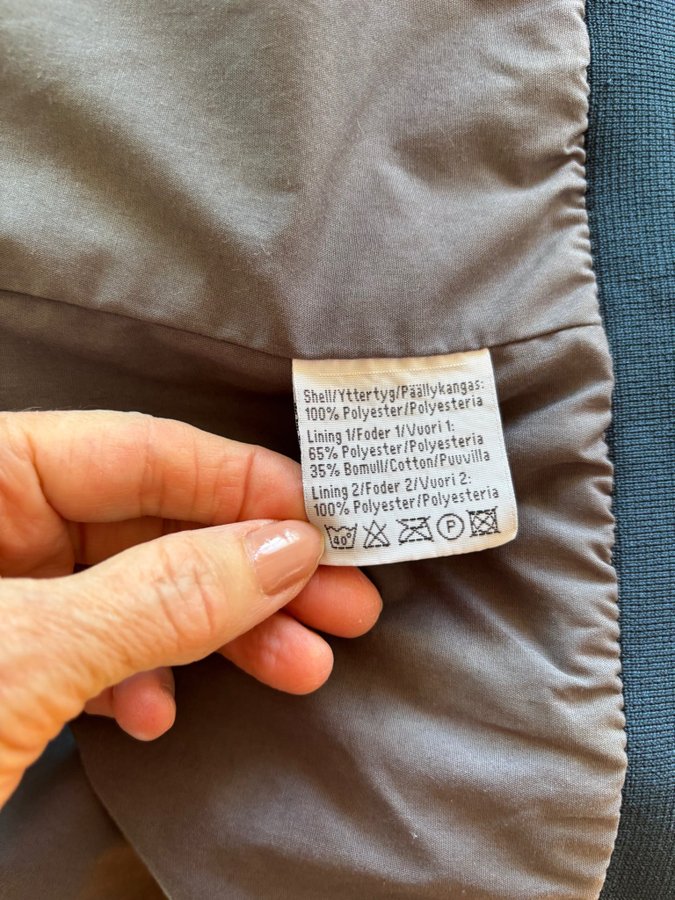 Shell/Yttertyg/Päällykangas:
100% Polyester/Polyesteria
Lining 1/Foder 1/Vuori 1:
65% Polyester/Polyesteria
35% Bomull/Cotton/Puuvilla
Lining 2/Foder 2/Vuori 2:
100% Polyester/Polyesteria
40° P